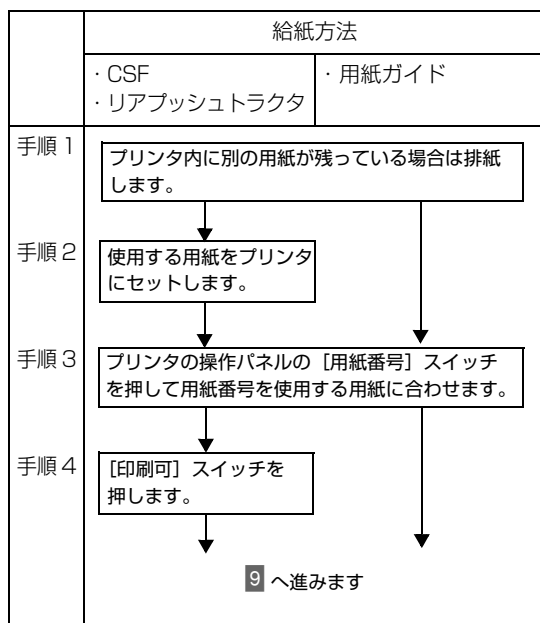 給紙方法
・CSF
・リアプッシュトラクタ
・用紙ガイド
手順1
プリンタ内に別の用紙が残っている場合は排紙
します。
手順2
使用する用紙をプリンタ
にセットします。
手順3
プリンタの操作パネルの［用紙番号］スイッチ
を押して用紙番号を使用する用紙に合わせます。
手順4
［印刷可］スイッチを
押します。
9 へ進みます